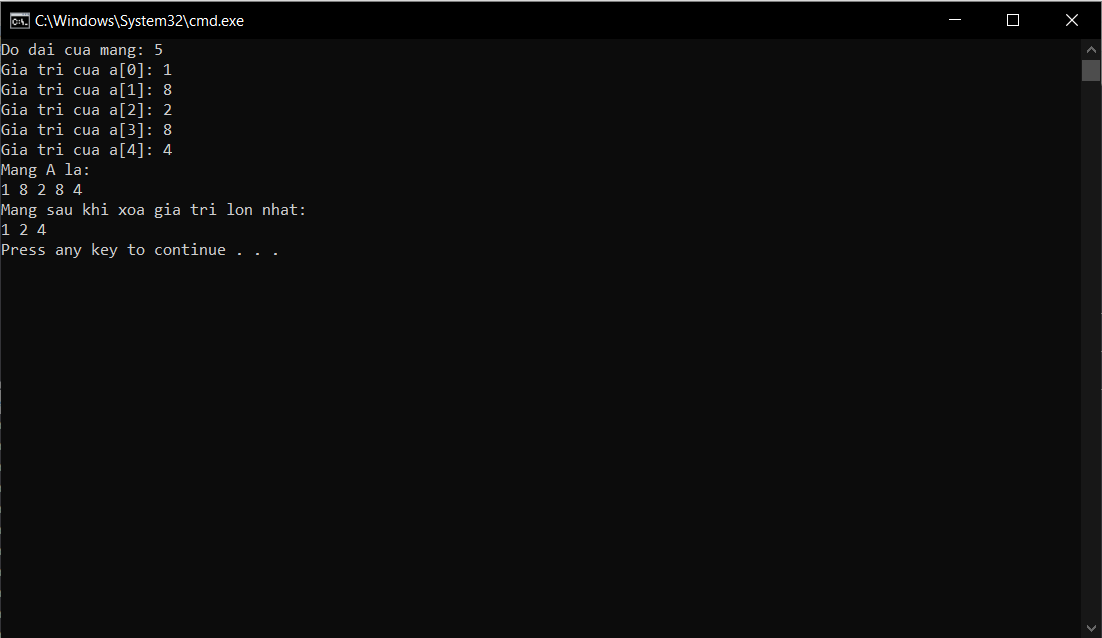 C:\Windows\System32\cmd.exe
Do dai cua mang: 5
Gia tri cua a[0]: 1
Gia tri cua a[1]: 8
Gia tri cua a[2]: 2
Gia tri cua a[3]: 8
Gia tri cua a[4]: 4
Mang A la:
1 8 2 8 4
Mang sau khi xoa gia tri lon nhat:
1 2 4
Press any key to continue . . .